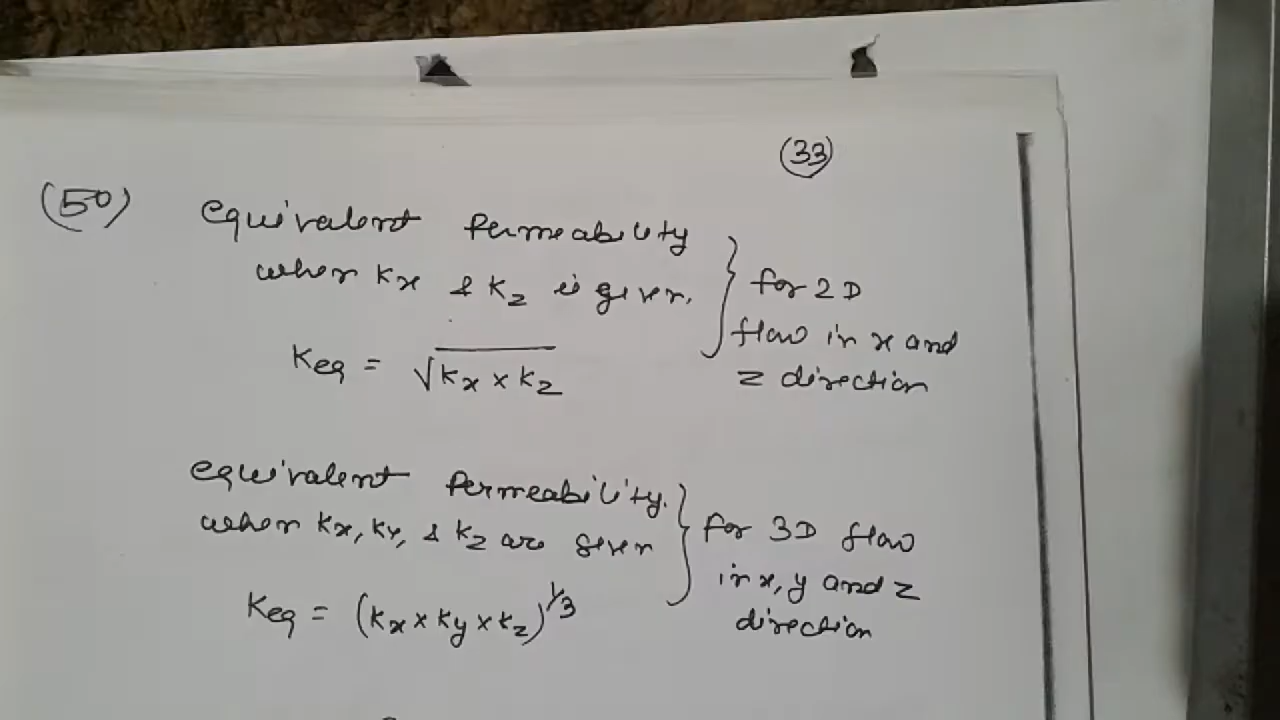 (33)
(50) equivalent Permeability
when Kx & Kz is given.
} for 2D
flow in x and
z direction
Keq = √Kx × Kz
equivalent Permeability.
when Kx, Ky, & Kz are given
} for 3D flow
in x, y and z
direction
Keq = (Kx × Ky × Kz)^1/3